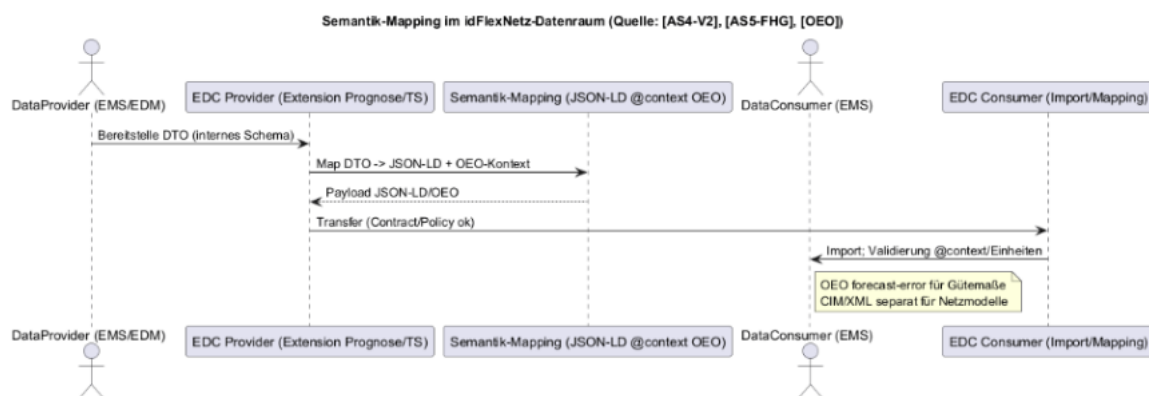 Semantik-Mapping im idFlexNetz-Datenraum (Quelle: [AS4-V2], [AS5-FHG], [OEO])
DataProvider (EMS/EDM)
EDC Provider (Extension Prognose/TS)
Semantik-Mapping (JSON-LD @context OEO)
DataConsumer (EMS)
EDC Consumer (Import/Mapping)
Bereitstelle DTO (internes Schema)
Map DTO -> JSON-LD + OEO-Kontext
Payload JSON-LD/OEO
Transfer (Contract/Policy ok)
Import; Validierung @context/Einheiten
OEO forecast-error für Gütemaße
CIM/XML separat für Netzmodelle
DataProvider (EMS/EDM)
EDC Provider (Extension Prognose/TS)
Semantik-Mapping (JSON-LD @context OEO)
DataConsumer (EMS)
EDC Consumer (Import/Mapping)